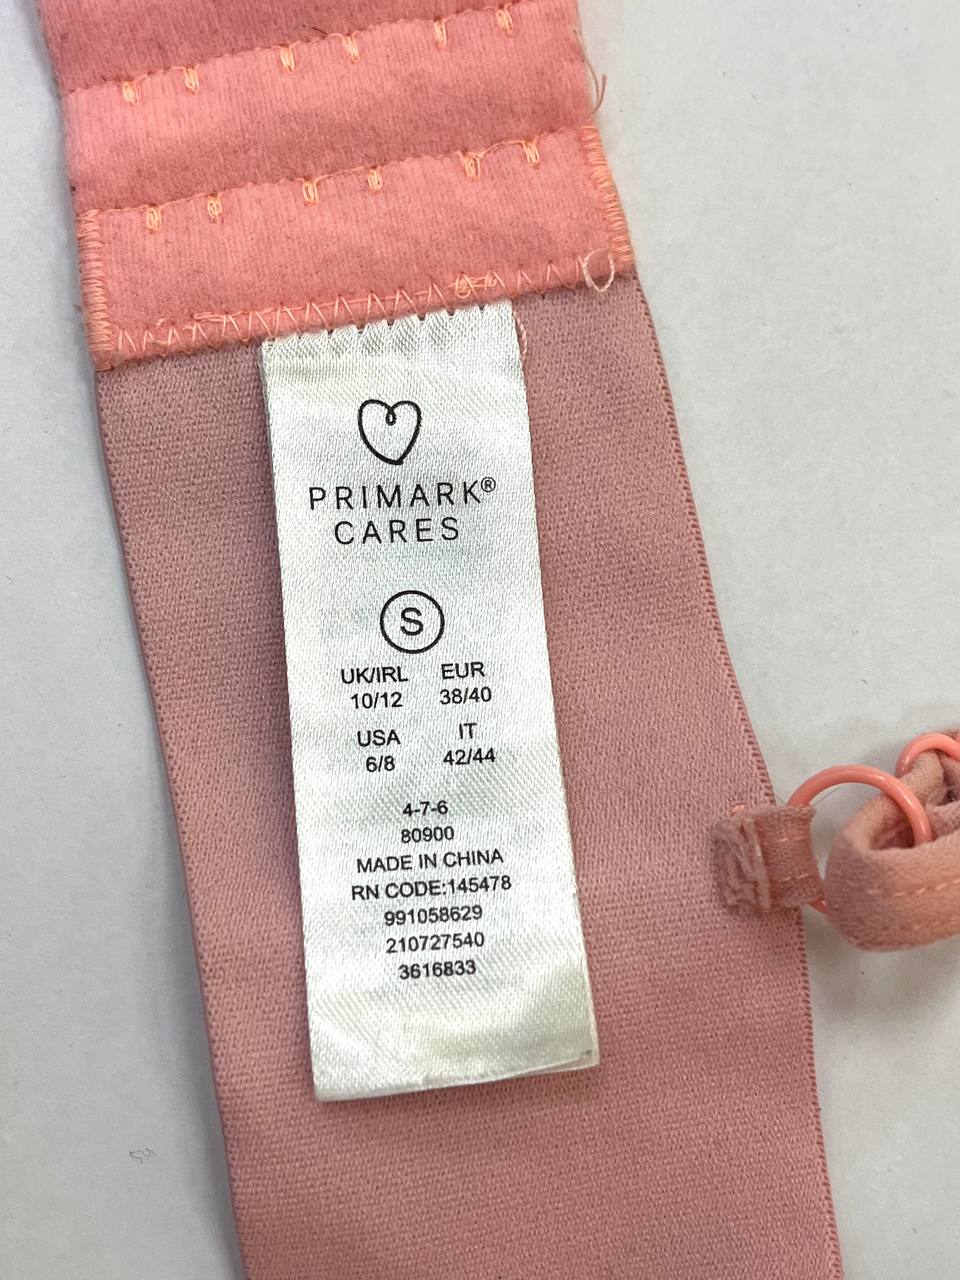 PRIMARK®
CARES
S
UK/IRL EUR
10/12 38/40
USA IT
6/8 42/44
4-7-6
80900
MADE IN CHINA
RN CODE:145478
991058629
210727540
3616833